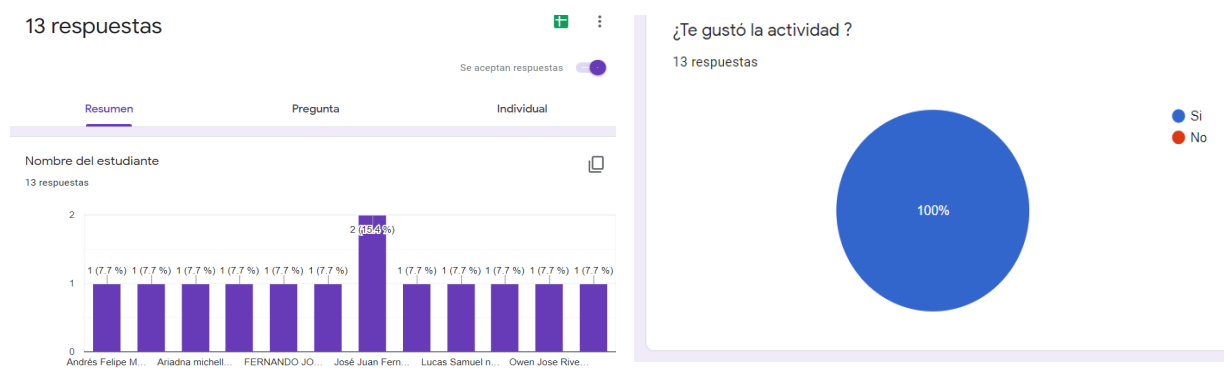 13 respuestas
Se aceptan respuestas
Resumen Pregunta Individual
Nombre del estudiante
13 respuestas
2
2 (15.4 %)
1 (7.7 %) 1 (7.7 %) 1 (7.7 %) 1 (7.7 %) 1 (7.7 %) 1 (7.7 %) 1 (7.7 %) 1 (7.7 %) 1 (7.7 %) 1 (7.7 %) 1 (7.7 %)
1
0
Andrés Felipe M... Ariadna michell... FERNANDO JO... José Juan Fern... Lucas Samuel n... Owen Jose Rive...
¿Te gustó la actividad ?
13 respuestas
Si
No
100%